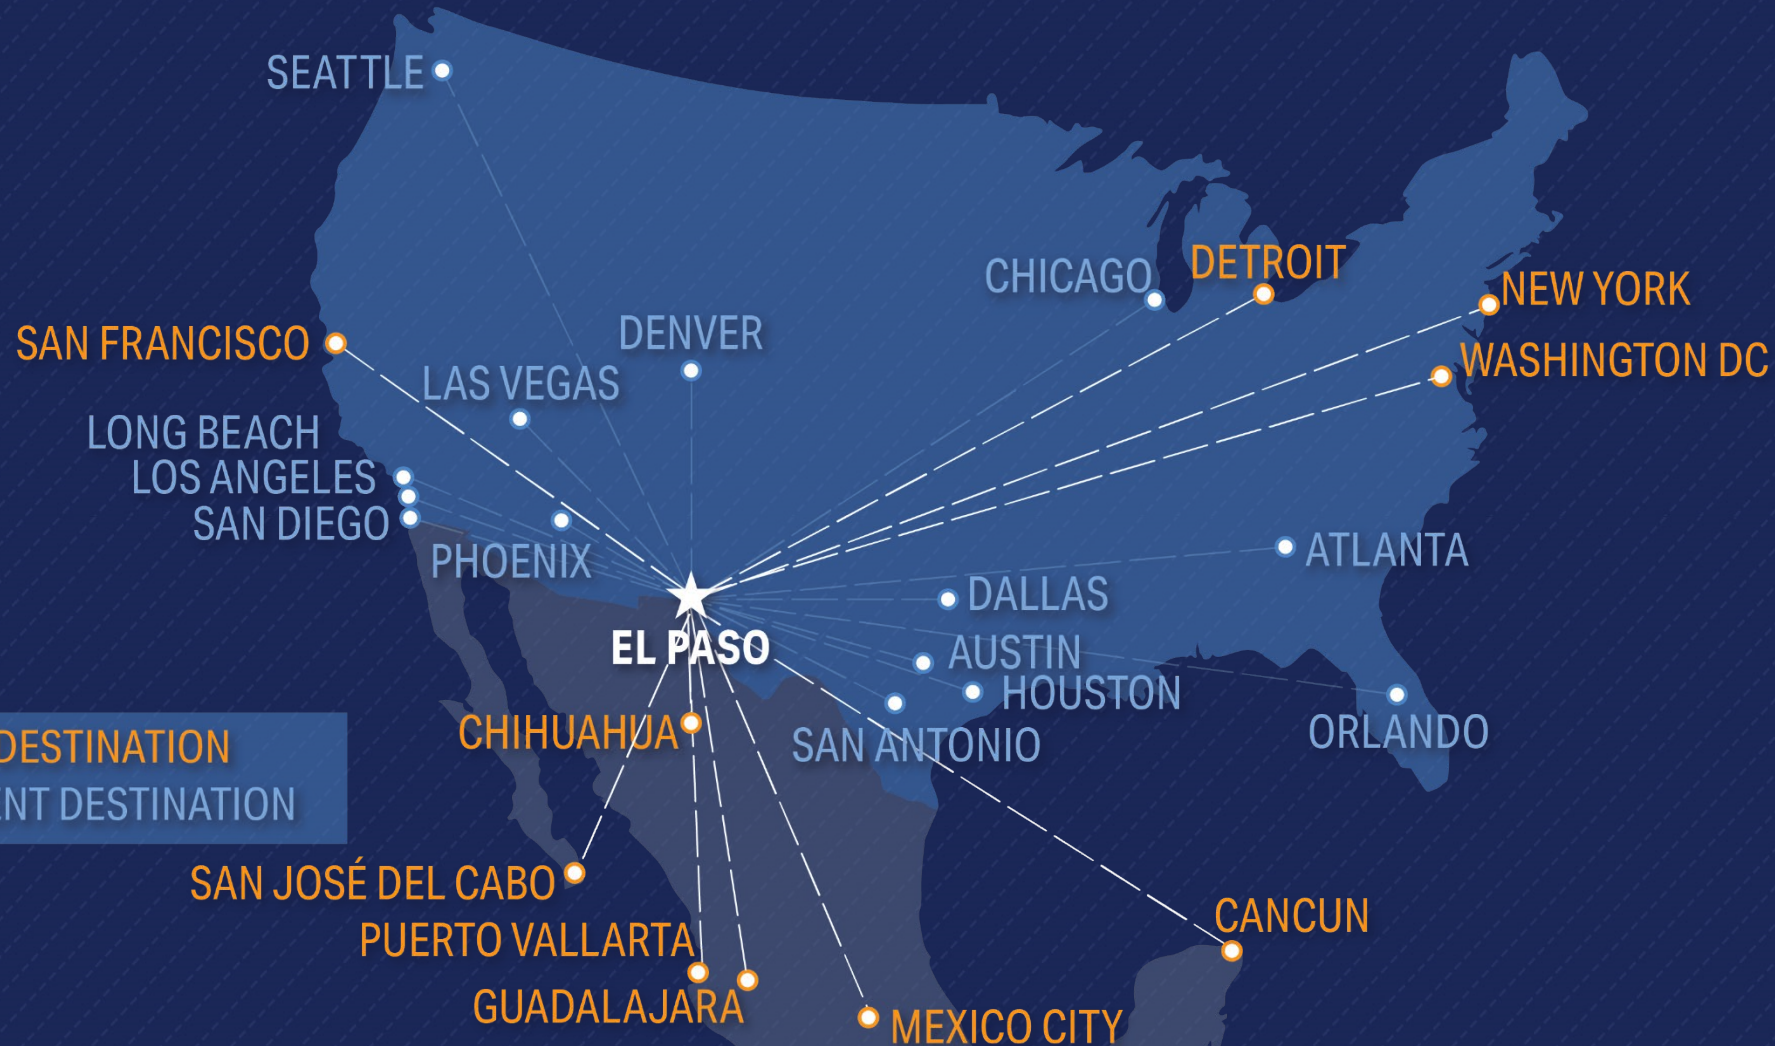 SEATTLE
CHICAGO
DETROIT
NEW YORK
SAN FRANCISCO
DENVER
WASHINGTON DC
LAS VEGAS
LONG BEACH
LOS ANGELES
SAN DIEGO
PHOENIX
ATLANTA
DALLAS
EL PASO
AUSTIN
HOUSTON
CHIHUAHUA
SAN ANTONIO
ORLANDO
DESTINATION
DESTINATION
SAN JOSÉ DEL CABO
CANCUN
PUERTO VALLARTA
GUADALAJARA
MEXICO CITY